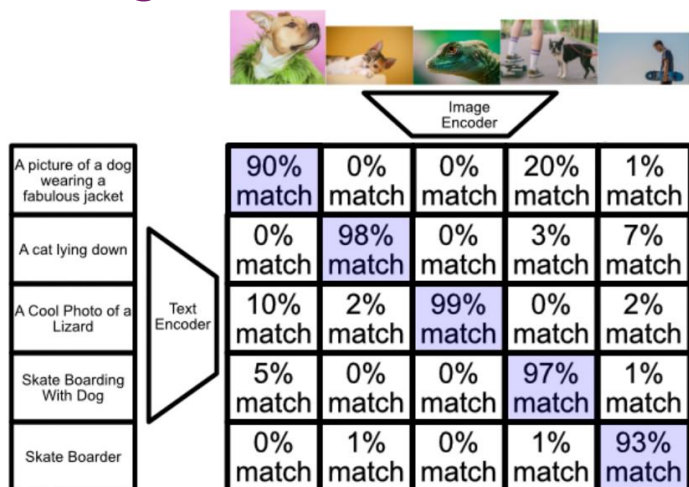 Image
Encoder
A picture of a dog
wearing a
fabulous jacket
90%
match
0%
match
0%
match
20%
match
1%
match
A cat lying down
0%
match
98%
match
0%
match
3%
match
7%
match
Text
Encoder
A Cool Photo of a
Lizard
10%
match
2%
match
99%
match
0%
match
2%
match
Skate Boarding
With Dog
5%
match
0%
match
0%
match
97%
match
1%
match
Skate Boarder
0%
match
1%
match
0%
match
1%
match
93%
match